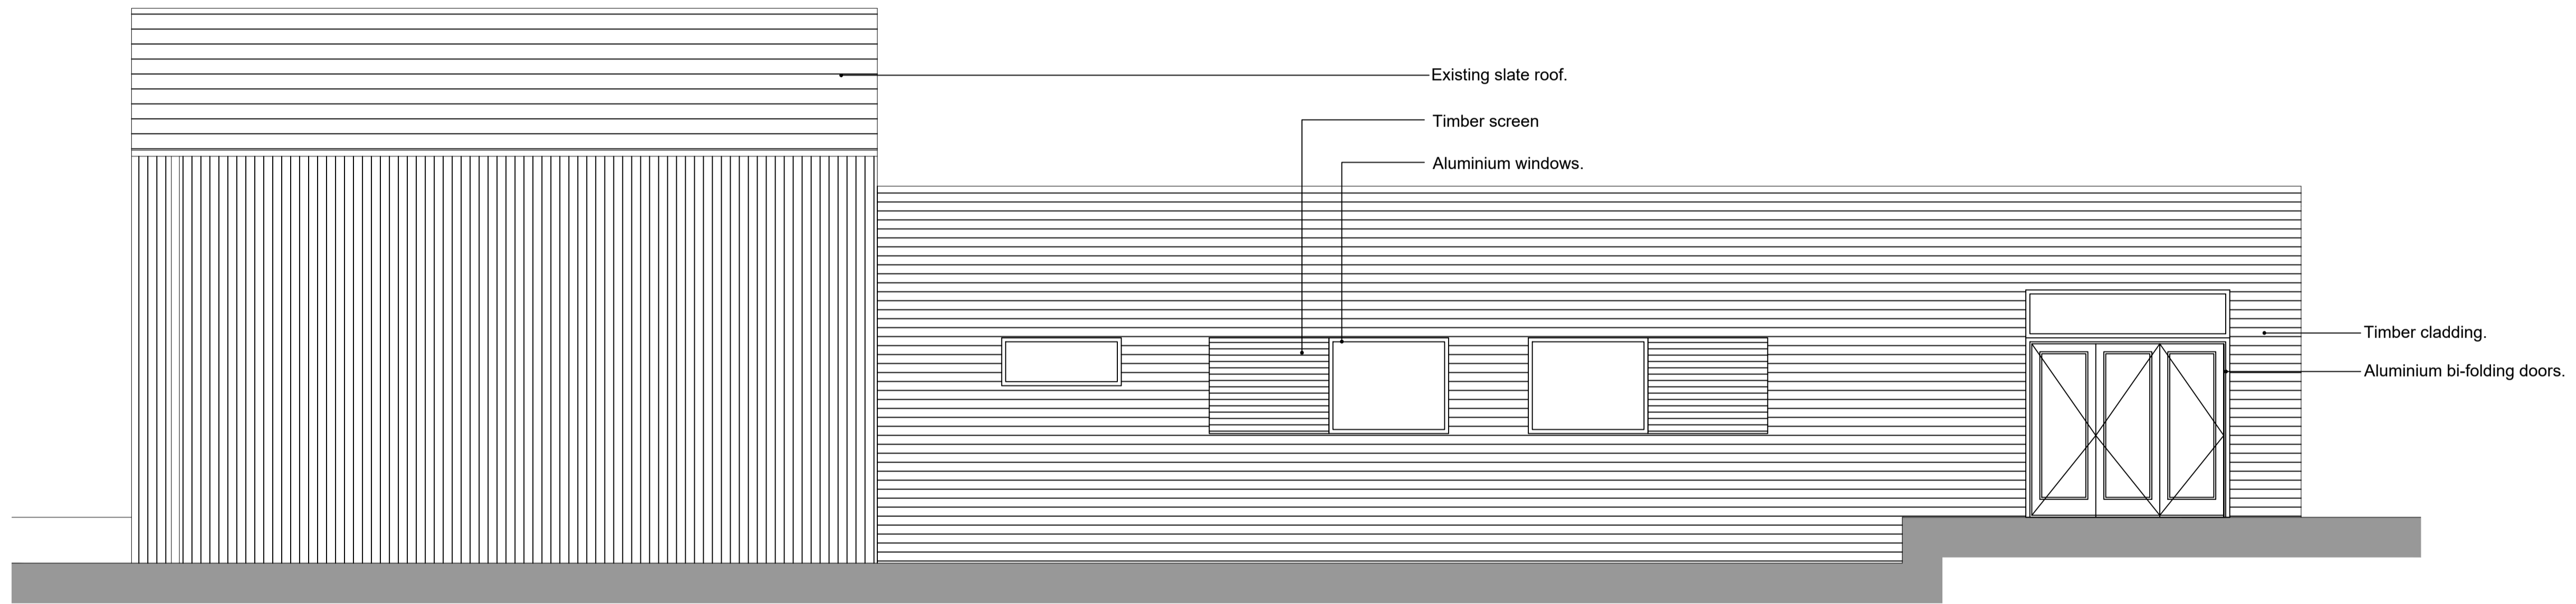 Existing slate roof.
Timber screen
Aluminium windows.
Timber cladding.
Aluminium bi-folding doors.